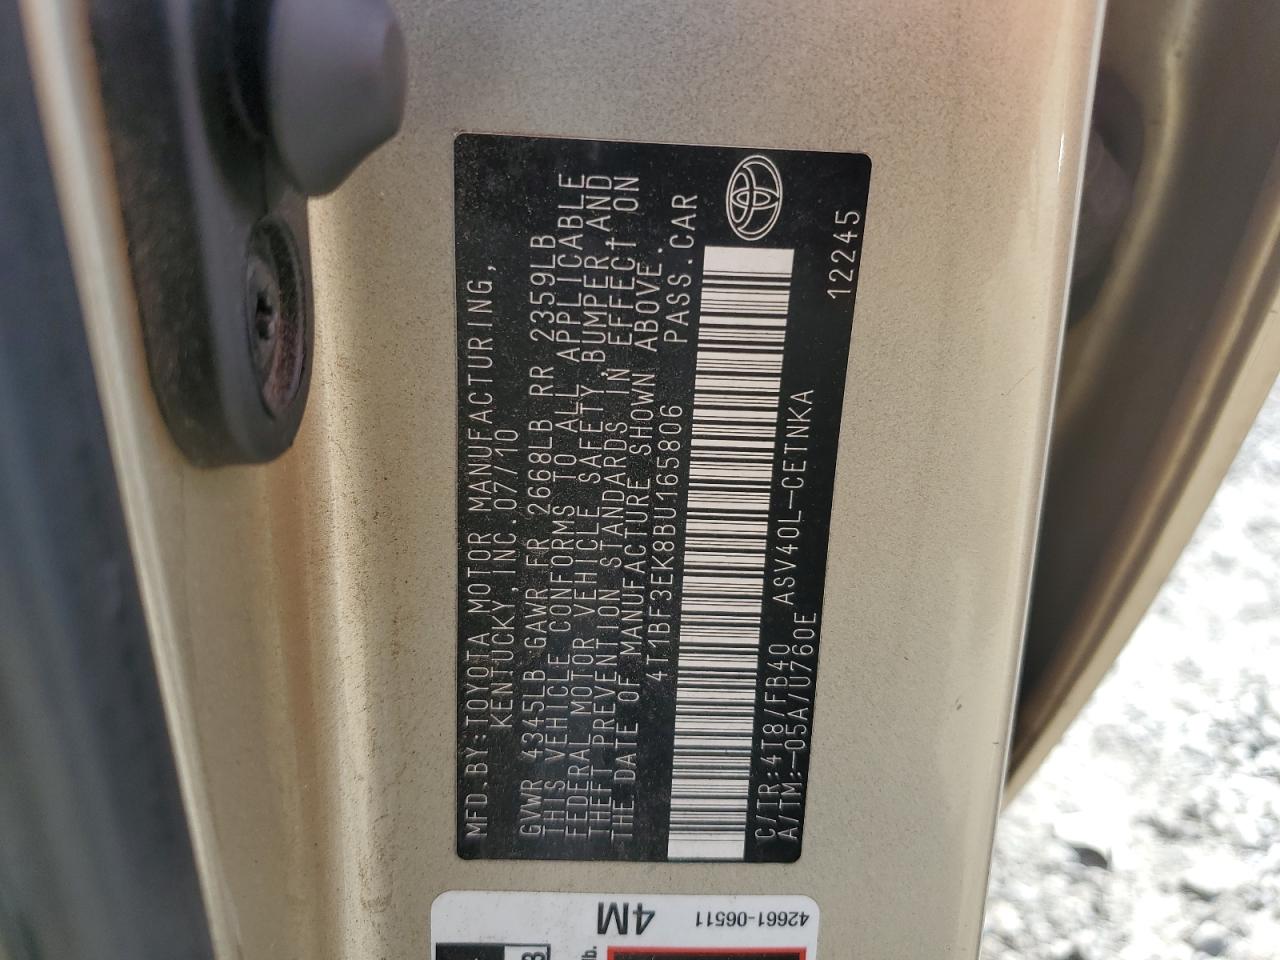 MFD.BY:TOYOTA MOTOR MANUFACTURING,
KENTUCKY, INC.07/10
GVWR 4345LB GAWR FR 2668LB RR 2359LB
THIS VEHICLE CONFORMS TO ALL APPLICABLE
FEDERAL MOTOR VEHICLE SAFETY,BUMPER,AND
THEFT PREVENTION STANDARDS IN EFFECT ON
THE DATE OF MANUFACTURE SHOWN ABOVE.
4T1BF3EK8BU165806 PASS.CAR
C/TR:4T8/FB40 ASV40L-CETNKA
A/TM:-05A/U760E 12245
42661-06511
4M
lb.